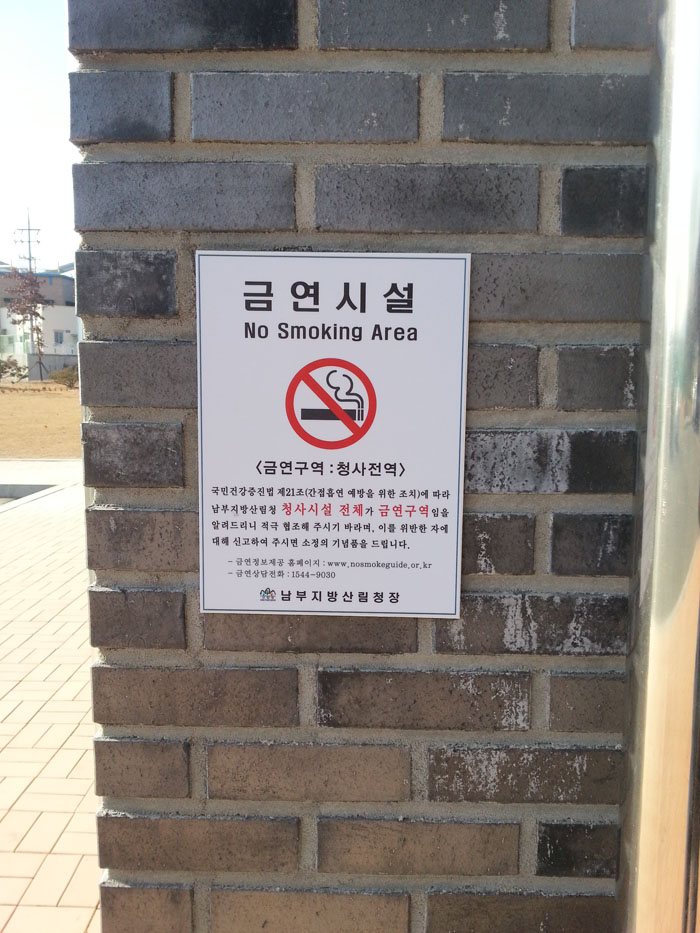 금연시설
No Smoking Area
<금연구역 : 청사전역>
국민건강증진법 제21조(간접흡연 예방을 위한 조치)에 따라
남부지방산림청 청사시설 전체가 금연구역임을
알려드리니 적극 협조해 주시기 바라며, 이를 위반한 자에
대해 신고하여 주시면 소정의 기념품을 드립니다.
- 금연정보제공 홈페이지 : www.nosmokeguide.or.kr
- 금연상담전화 : 1544-9030
남부지방산림청장